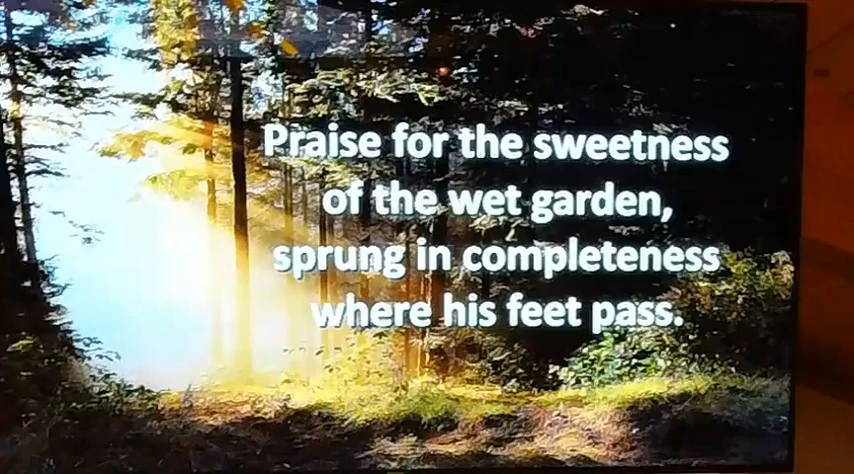 Praise for the sweetness
of the wet garden,
sprung in completeness
where his feet pass.